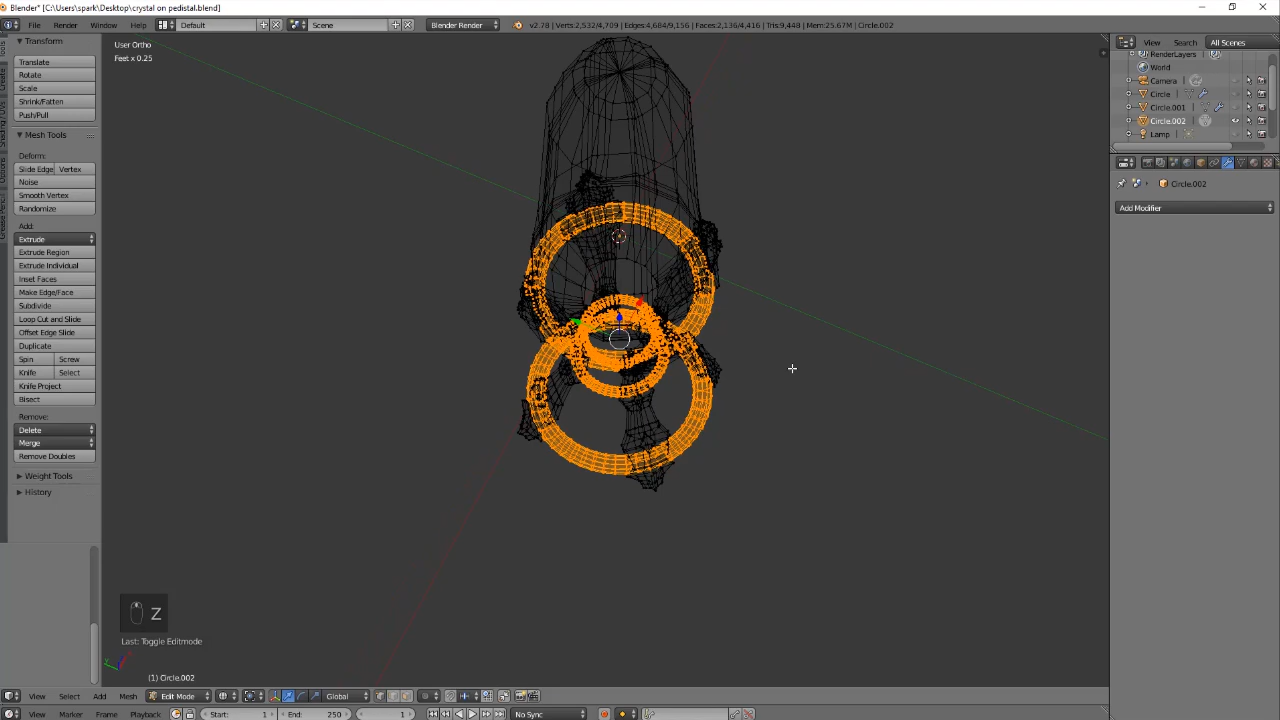 Blender* [C:\Users\spark\Desktop\crystal on pedistal.blend]
File Render Window Help Default Scene Blender Render v2.78 | Verts:2,532/4,709 | Edges:4,684/9,156 | Faces:2,136/4,416 | Tris:9,448 | Mem:25.67M | Circle.002
View Search All Scenes
Transform
Translate
Rotate
Scale
Shrink/Fatten
Push/Pull
Mesh Tools
Deform:
Slide Edge Vertex
Noise
Smooth Vertex
Randomize
Add:
Extrude
Extrude Region
Extrude Individual
Inset Faces
Make Edge/Face
Subdivide
Loop Cut and Slide
Offset Edge Slide
Duplicate
Spin Screw
Knife Select
Knife Project
Bisect
Remove:
Delete
Merge
Remove Doubles
Weight Tools
History
Tools
Create
Shading / UVs
Options
Grease Pencil
User Ortho
Feet x 0.25
Z
Last: Toggle Editmode
(1) Circle.002
RenderLayers
World
Camera
Circle
Circle.001
Circle.002
Lamp
Circle.002
Add Modifier
View Select Add Mesh Edit Mode Global
View Marker Frame Playback Start: 1 End: 250 1 No Sync